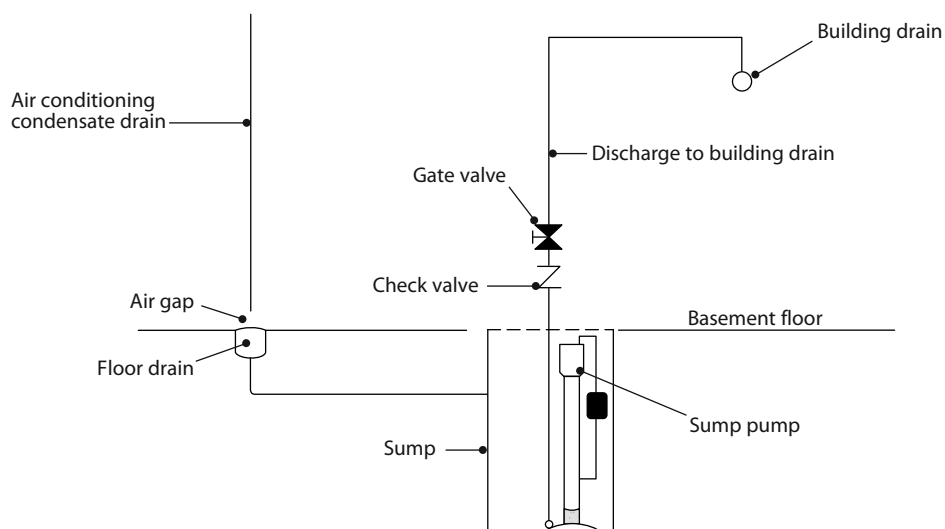 Building drain
Air conditioning
condensate drain
Discharge to building drain
Gate valve
Check valve
Air gap
Basement floor
Floor drain
Sump pump
Sump